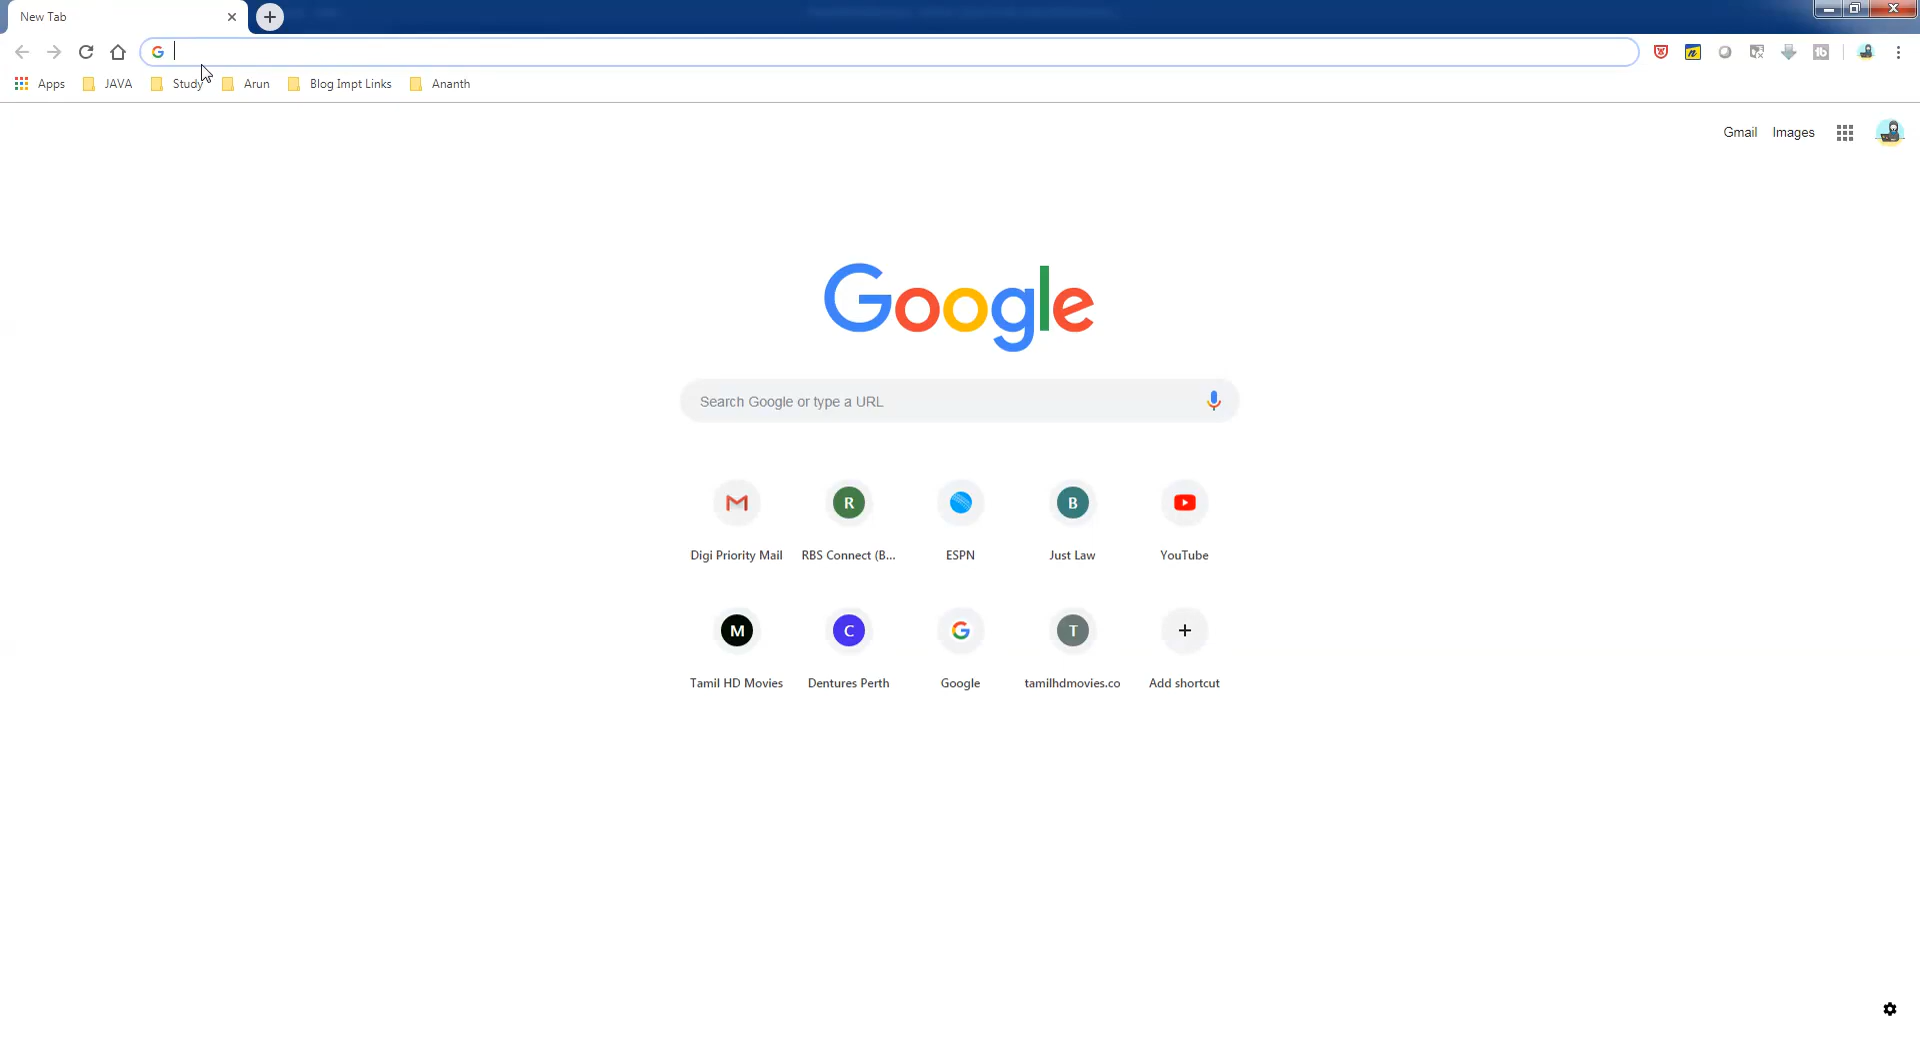 New Tab
Apps JAVA Study Arun Blog Impt Links Ananth
Gmail Images
Google
Search Google or type a URL
R B
Digi Priority Mail RBS Connect (B... ESPN Just Law YouTube
M C T
Tamil HD Movies Dentures Perth Google tamilhdmovies.co Add shortcut